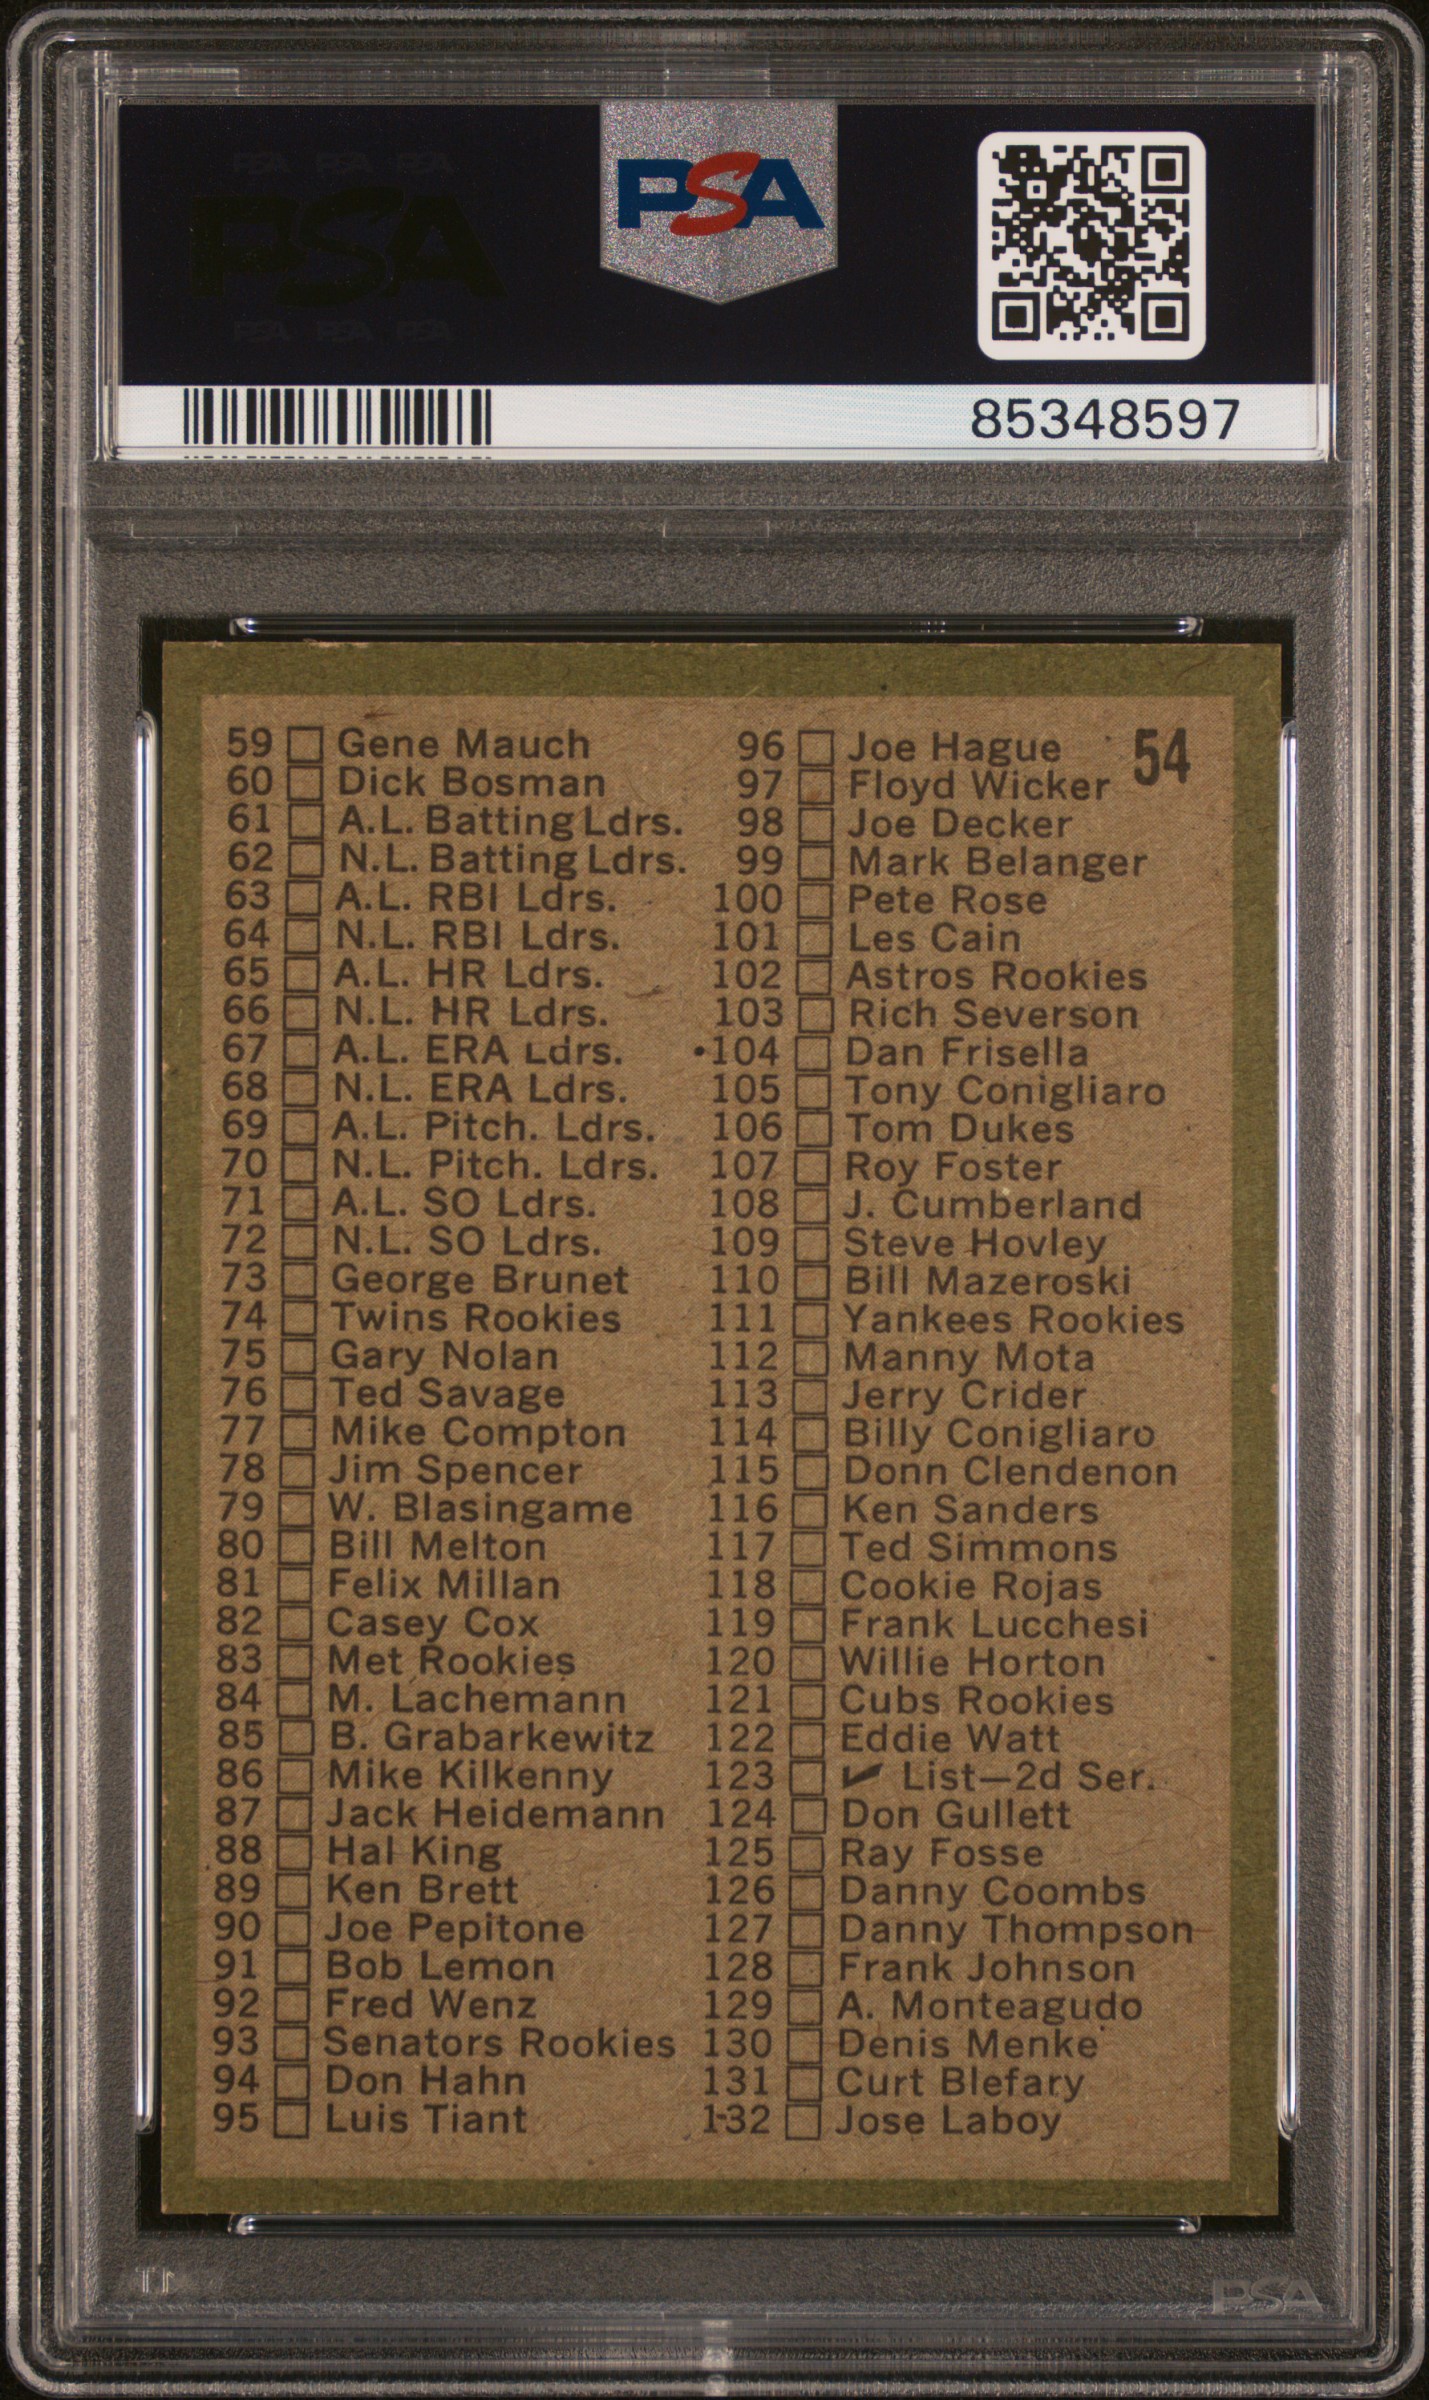 PSA PSA PSA
PSA
PSA PSA PSA
PSA
85348597
54
59 Gene Mauch
60 Dick Bosman
61 A.L. Batting Ldrs.
62 N.L. Batting Ldrs.
63 A.L. RBI Ldrs.
64 N.L. RBI Ldrs.
65 A.L. HR Ldrs.
66 N.L. HR Ldrs.
67 A.L. ERA Ldrs.
68 N.L. ERA Ldrs.
69 A.L. Pitch. Ldrs.
70 N.L. Pitch. Ldrs.
71 A.L. SO Ldrs.
72 N.L. SO Ldrs.
73 George Brunet
74 Twins Rookies
75 Gary Nolan
76 Ted Savage
77 Mike Compton
78 Jim Spencer
79 W. Blasingame
80 Bill Melton
81 Felix Millan
82 Casey Cox
83 Met Rookies
84 M. Lachemann
85 B. Grabarkewitz
86 Mike Kilkenny
87 Jack Heidemann
88 Hal King
89 Ken Brett
90 Joe Pepitone
91 Bob Lemon
92 Fred Wenz
93 Senators Rookies
94 Don Hahn
95 Luis Tiant
96 Joe Hague
97 Floyd Wicker
98 Joe Decker
99 Mark Belanger
100 Pete Rose
101 Les Cain
102 Astros Rookies
103 Rich Severson
104 Dan Frisella
105 Tony Conigliaro
106 Tom Dukes
107 Roy Foster
108 J. Cumberland
109 Steve Hovley
110 Bill Mazeroski
111 Yankees Rookies
112 Manny Mota
113 Jerry Crider
114 Billy Conigliaro
115 Donn Clendenon
116 Ken Sanders
117 Ted Simmons
118 Cookie Rojas
119 Frank Lucchesi
120 Willie Horton
121 Cubs Rookies
122 Eddie Watt
123 ✓ List—2d Ser.
124 Don Gullett
125 Ray Fosse
126 Danny Coombs
127 Danny Thompson
128 Frank Johnson
129 A. Monteagudo
130 Denis Menke
131 Curt Blefary
132 Jose Laboy
PSA